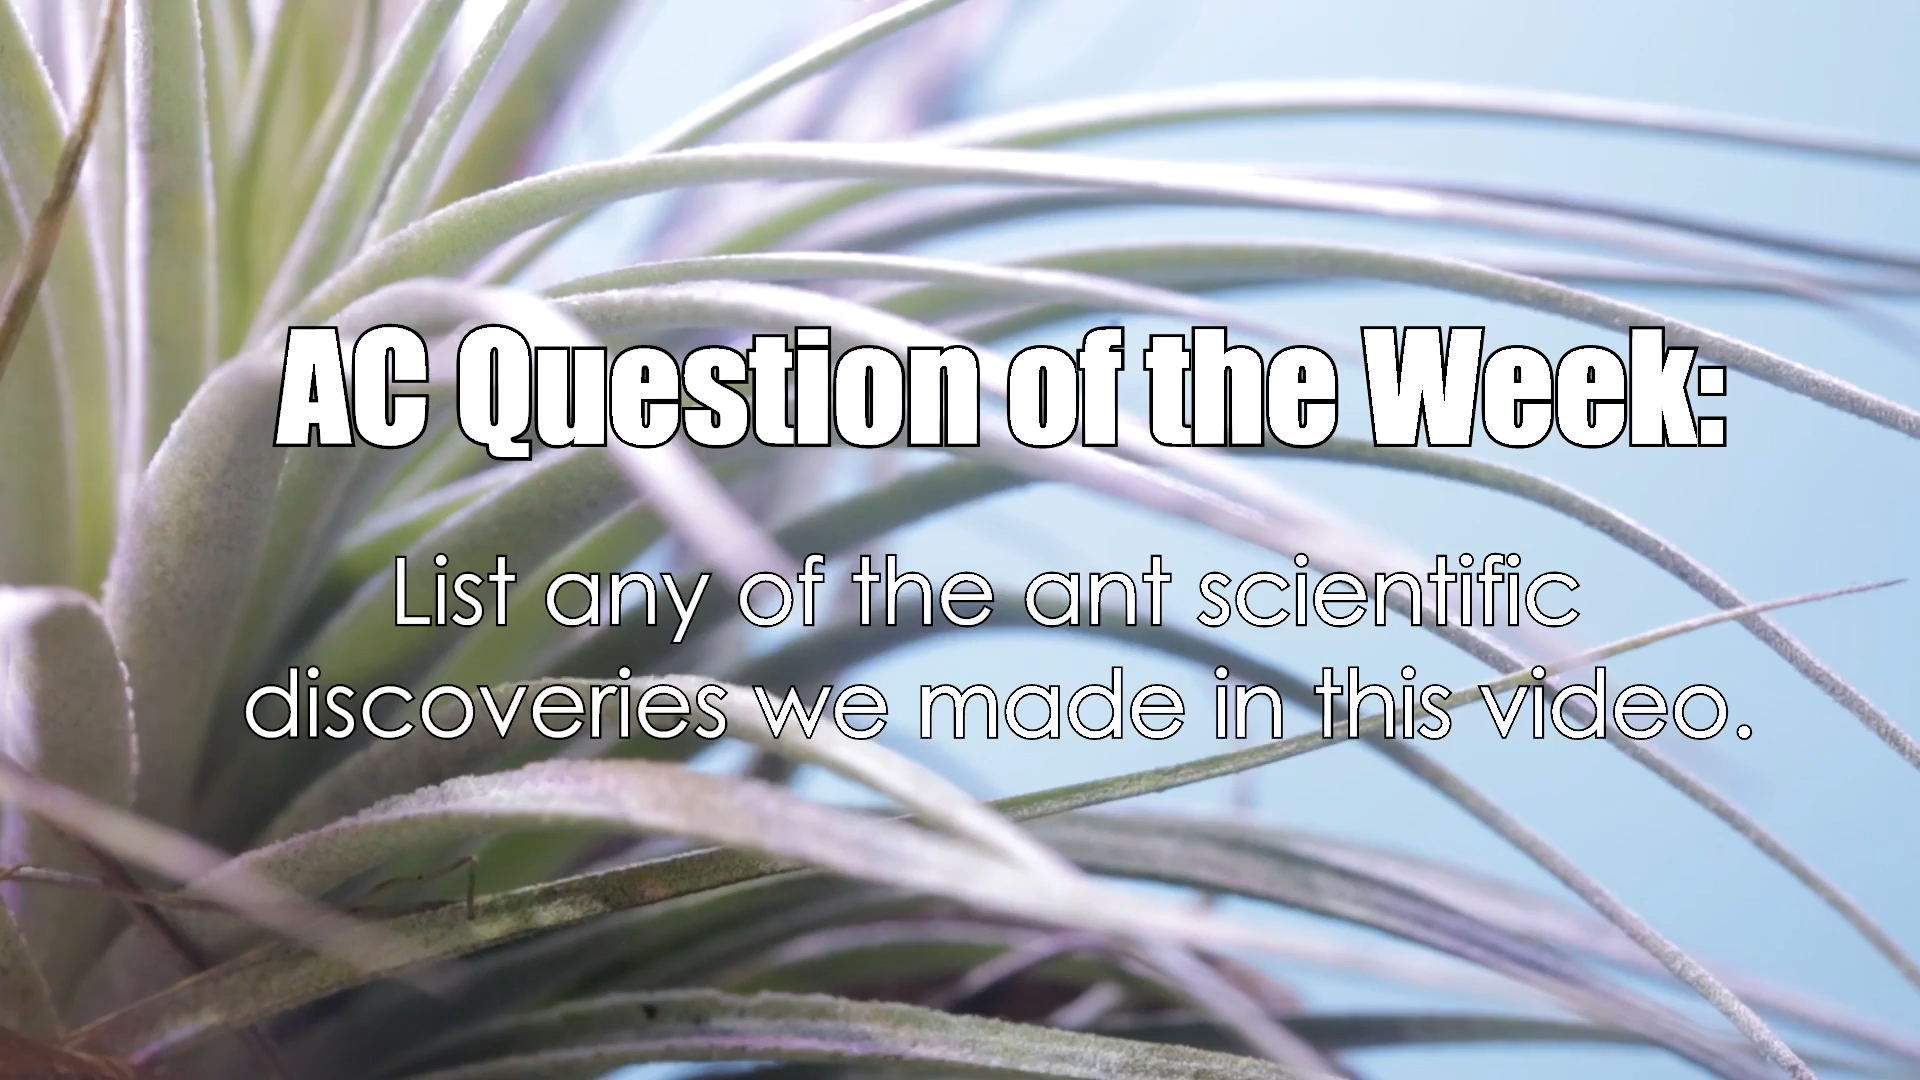 AC Question of the Week:
List any of the ant scientific
discoveries we made in this video.